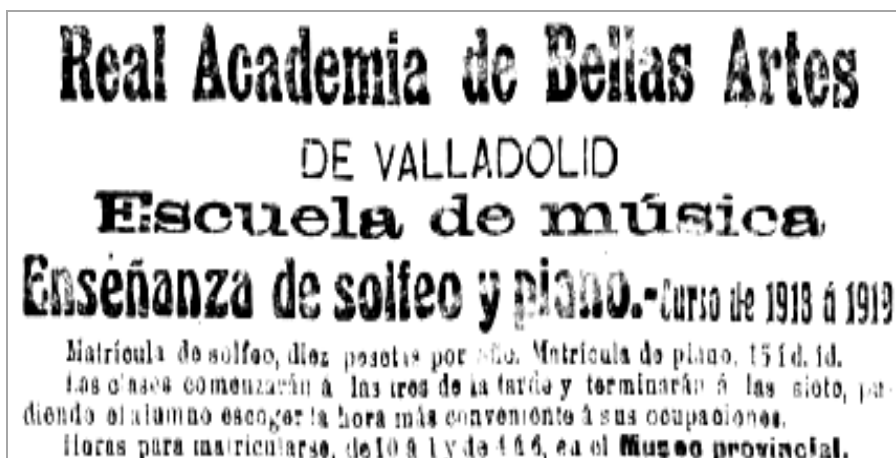 Real Academia de Bellas Artes
DE VALLADOLID
Escuela de música
Enseñanza de solfeo y piano.-Curso de 1918 á 1919
Matrícula de solfeo, diez pesetas por año. Matrícula de piano, 15 íd. íd.
Las clases comenzarán á las tres de la tarde y terminarán á las siete, pu-
diendo el alumno escoger la hora más conveniente á sus ocupaciones.
Horas para matricularse, de 10 á 1 y de 4 á 6, en el Museo provincial.